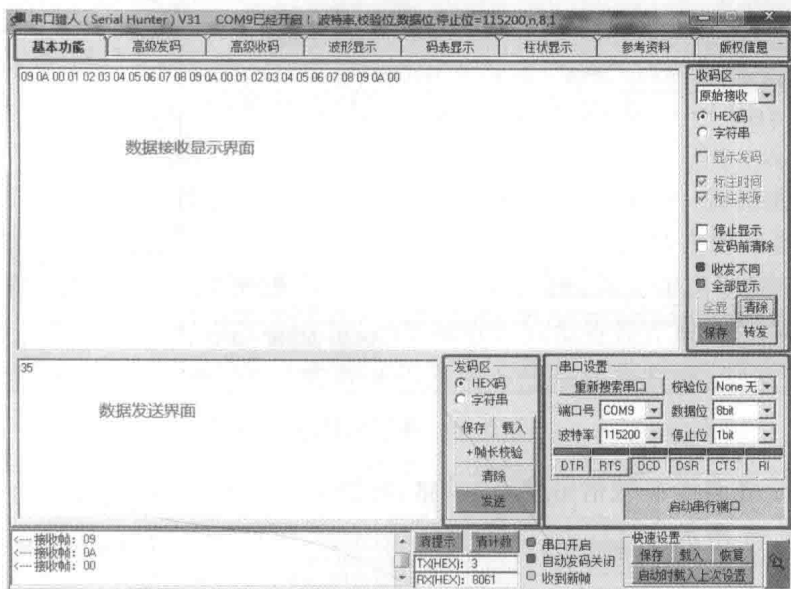 串口猎人 ( Serial Hunter ) V31 COM9已经开启！ 波特率,校验位,数据位,停止位=115200,n,8,1
基本功能 高级发码 高级收码 波形显示 码表显示 柱状显示 参考资料 版权信息
09 0A 00 01 02 03 04 05 06 07 08 09 0A 00 01 02 03 04 05 06 07 08 09 0A 00
数据接收显示界面
收码区
原始接收
HEX码
字符串
显示发码
标注时间
标注来源
停止显示
发码前清除
收发不同
全部显示
全显 清除
保存 转发
35
数据发送界面
发码区
HEX码
字符串
保存 载入
+帧长校验
清除
发送
串口设置
重新搜索串口 校验位 None 无
端口号 COM9 数据位 8bit
波特率 115200 停止位 1bit
DTR RTS DCD DSR CTS RI
启动串行端口
<--- 接收帧: 09
<--- 接收帧: 0A
<--- 接收帧: 00
清提示 清计数
TX(HEX): 3
RX(HEX): 8061
串口开启
自动发码关闭
收到新帧
快速设置
保存 载入 恢复
启动时载入上次设置